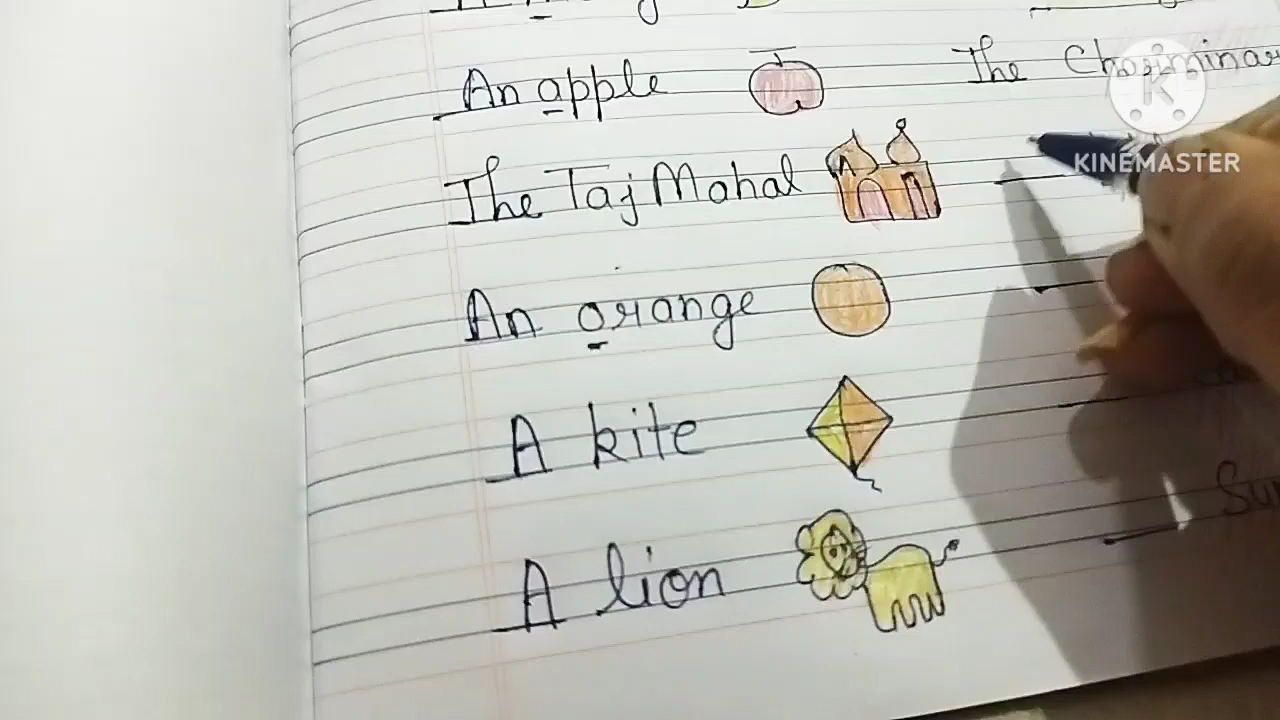 An apple
The Charminar
The Taj Mahal
An orange
A kite
A lion
KINEMASTER